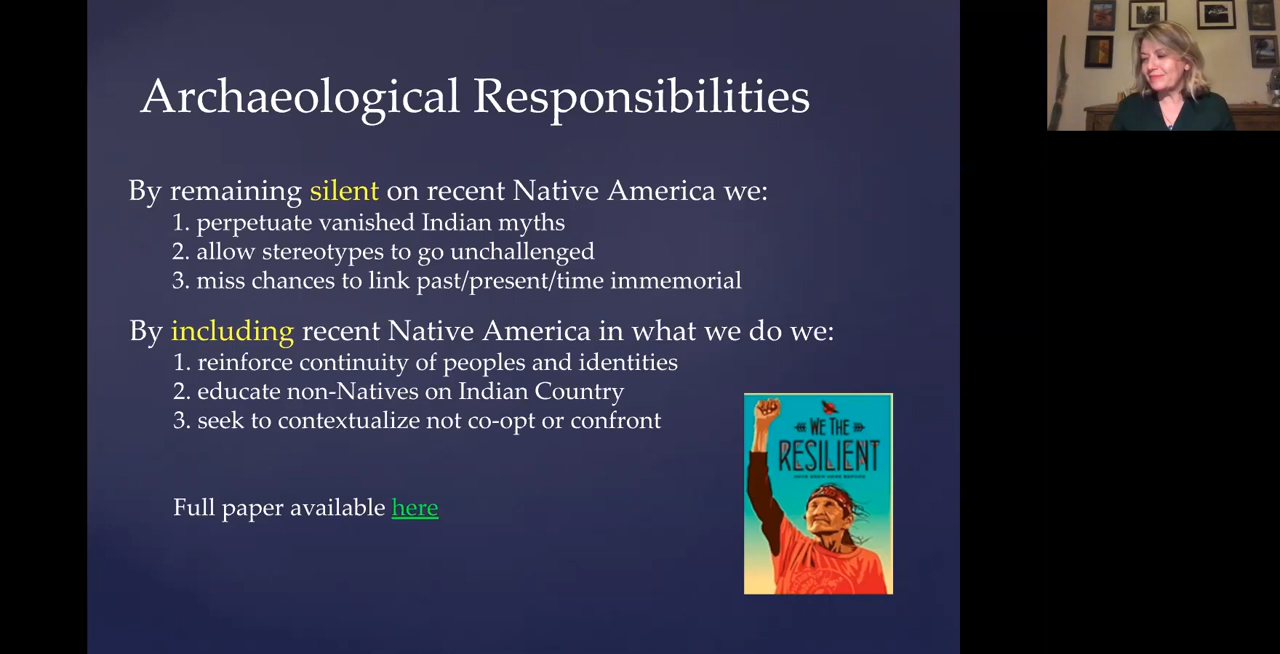 Archaeological Responsibilities
By remaining silent on recent Native America we:
1. perpetuate vanished Indian myths
2. allow stereotypes to go unchallenged
3. miss chances to link past/present/time immemorial
By including recent Native America in what we do we:
1. reinforce continuity of peoples and identities
2. educate non-Natives on Indian Country
3. seek to contextualize not co-opt or confront
WE THE
RESILIENT
Full paper available here